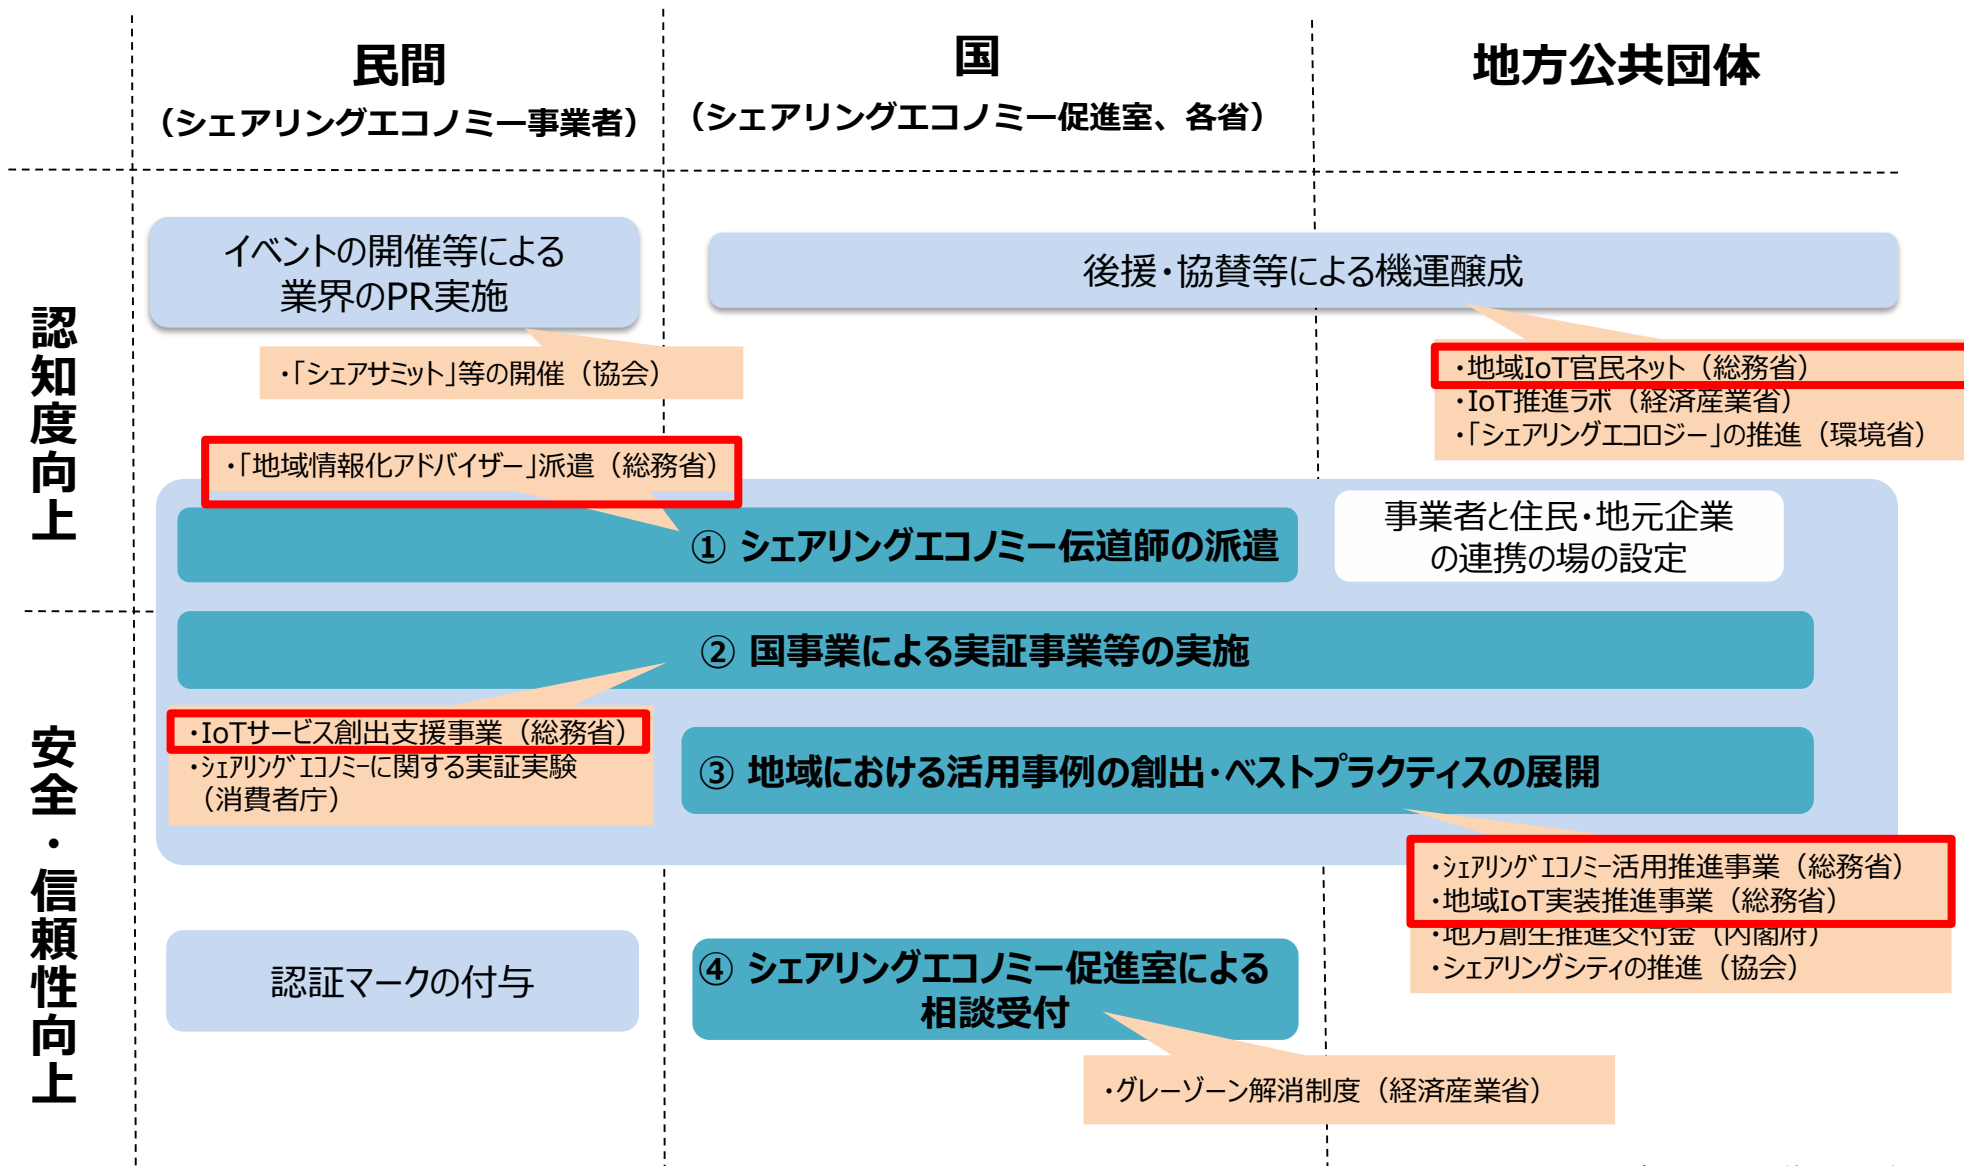 民間
（シェアリングエコノミー事業者）
国
（シェアリングエコノミー促進室、各省）
地方公共団体
認知度向上
イベントの開催等による
業界のPR実施
後援・協賛等による機運醸成
・「シェアサミット」等の開催（協会）
・地域IoT官民ネット（総務省）
・IoT推進ラボ（経済産業省）
・「シェアリングエコロジー」の推進（環境省）
・「地域情報化アドバイザー」派遣（総務省）
① シェアリングエコノミー伝道師の派遣
事業者と住民・地元企業
の連携の場の設定
② 国事業による実証事業等の実施
安全・信頼性向上
・IoTサービス創出支援事業（総務省）
・ｼｪｱﾘﾝｸﾞｴｺﾉﾐｰに関する実証実験
（消費者庁）
③ 地域における活用事例の創出・ベストプラクティスの展開
・ｼｪｱﾘﾝｸﾞｴｺﾉﾐｰ活用推進事業（総務省）
・地域IoT実装推進事業（総務省）
・地方創生推進交付金（内閣府）
・シェアリングシティの推進（協会）
認証マークの付与
④ シェアリングエコノミー促進室による
相談受付
・グレーゾーン解消制度（経済産業省）